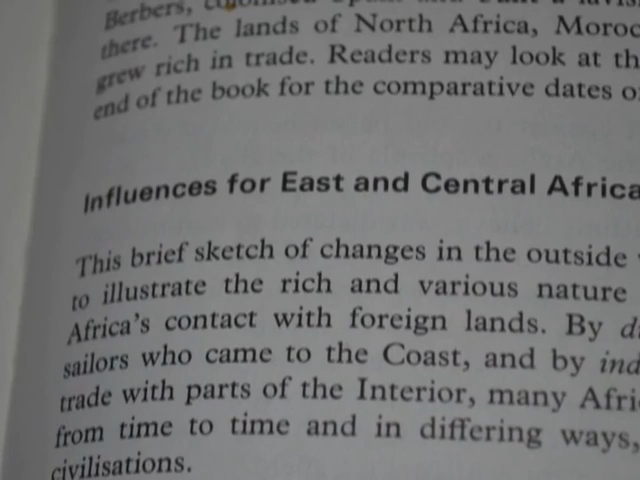 Berbers,
there. The lands of North Africa, Moroc
grew rich in trade. Readers may look at th
end of the book for the comparative dates o
Influences for East and Central Africa
This brief sketch of changes in the outside
to illustrate the rich and various nature
Africa's contact with foreign lands. By d
sailors who came to the Coast, and by ind
trade with parts of the Interior, many Afri
from time to time and in differing ways,
civilisations.